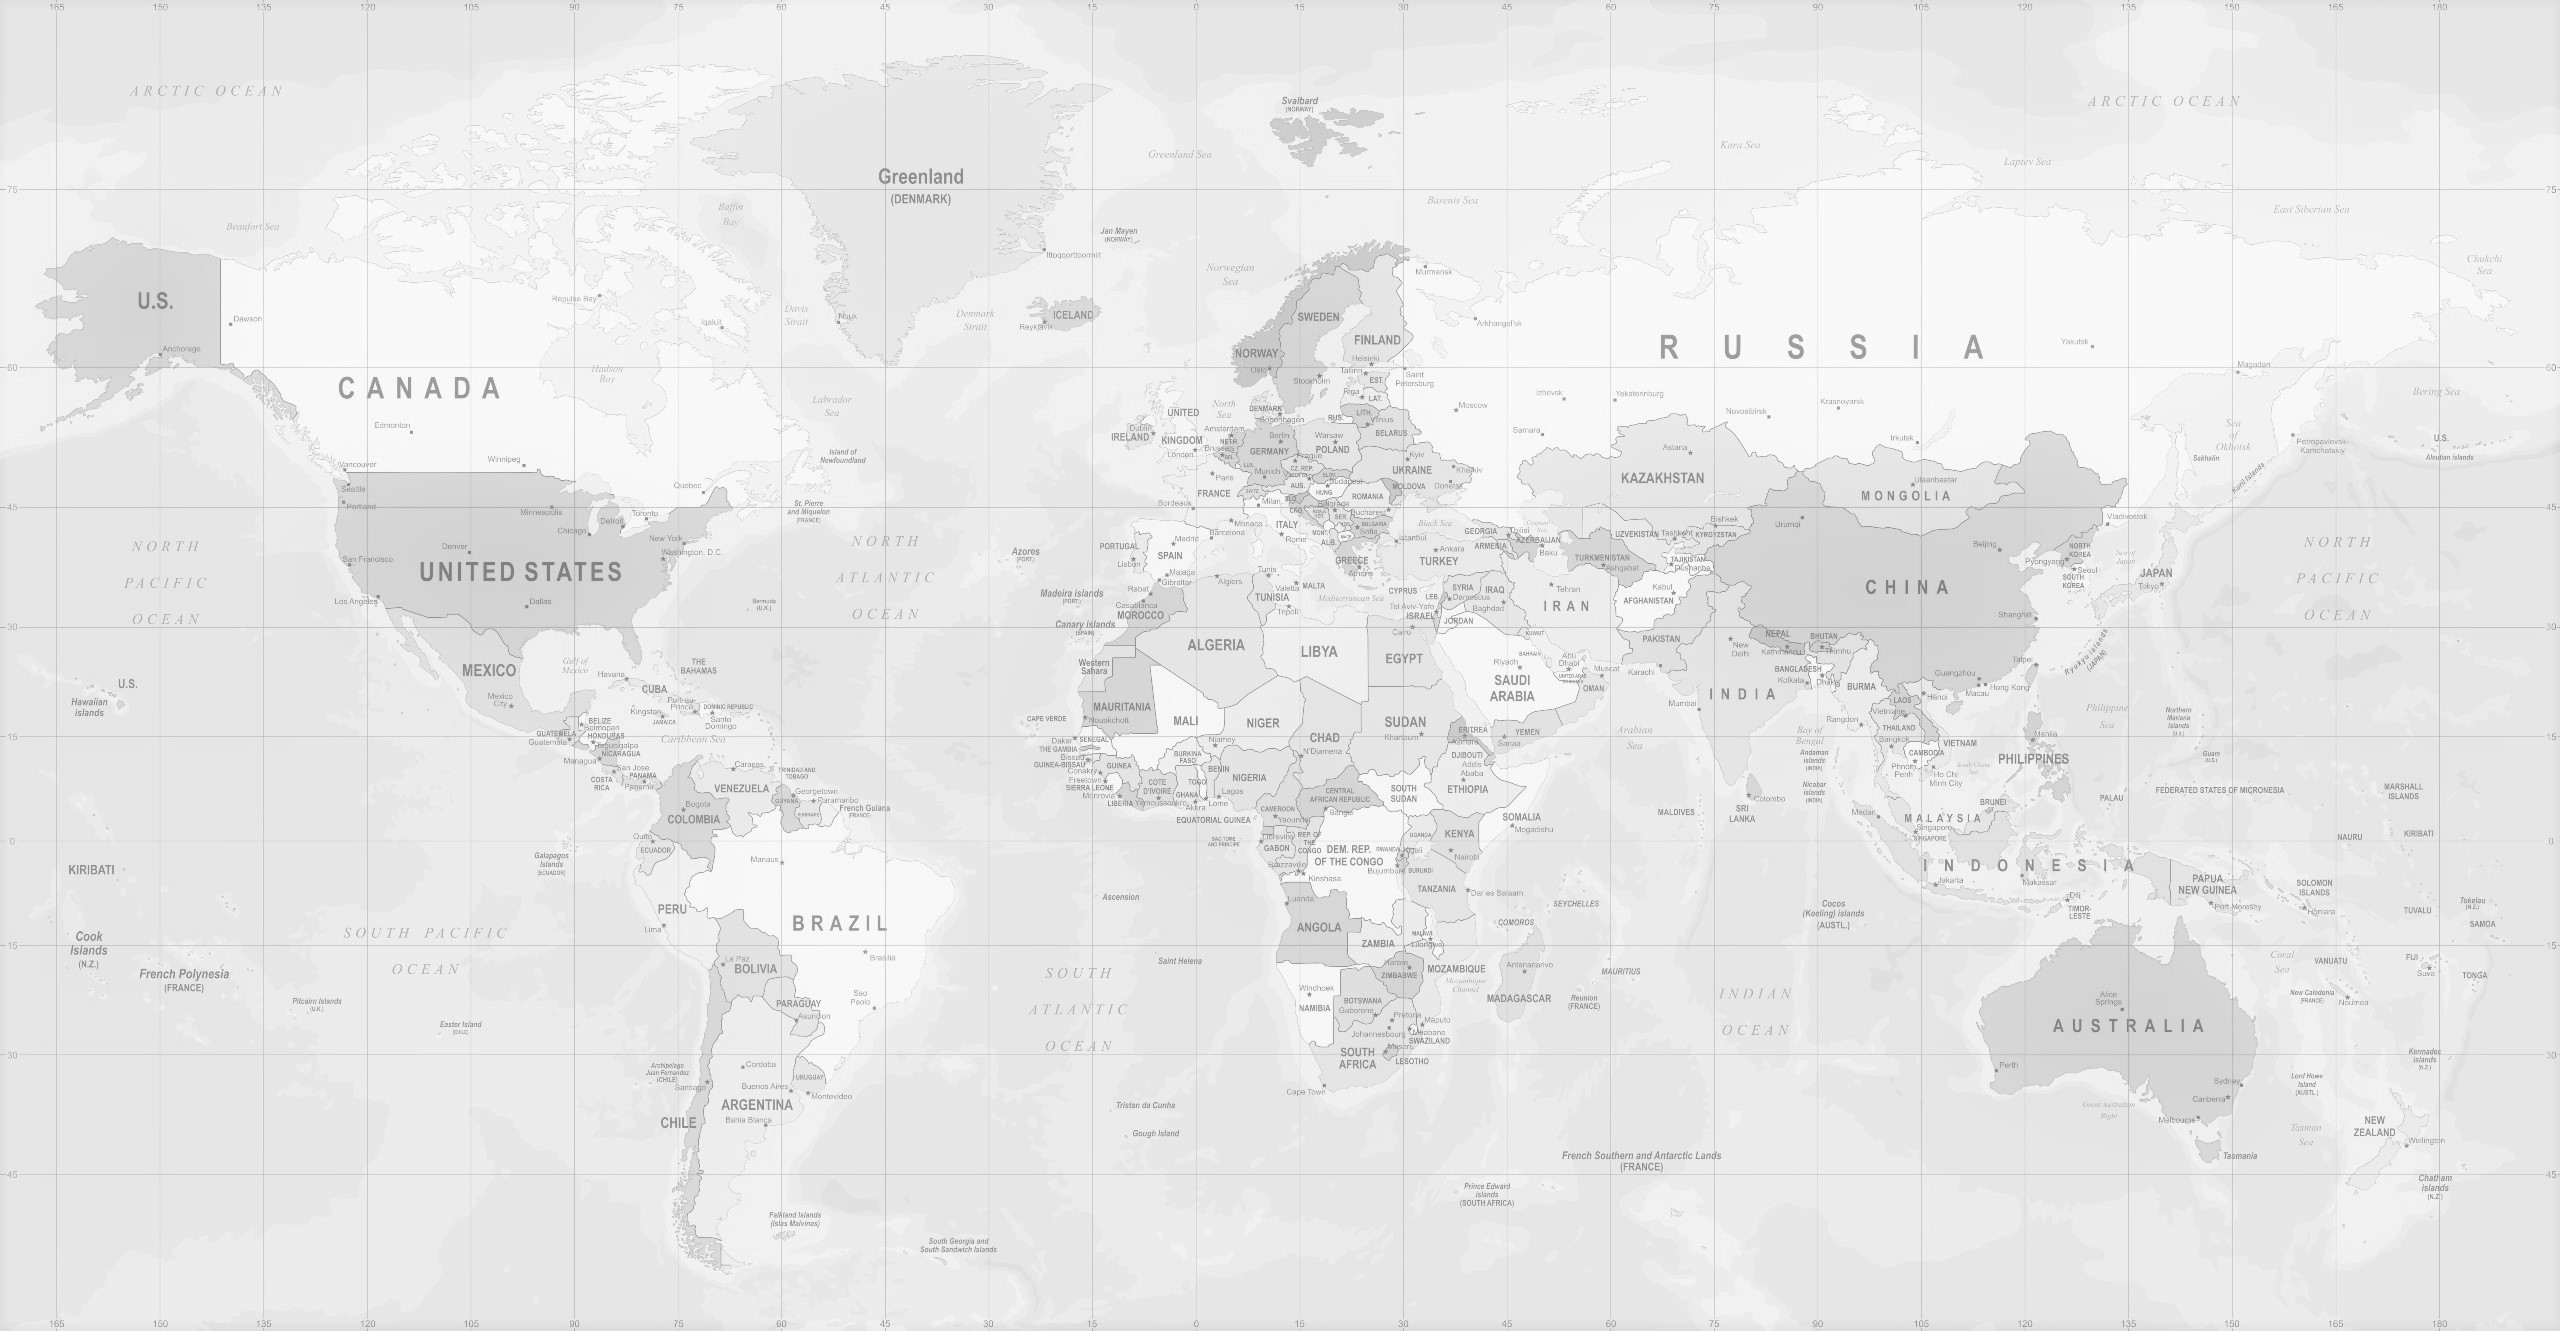 165 150 135 120 105 90 75 60 45 30 15 0 15 30 45 60 75 90 105 120 135 150 165 180
ARCTIC OCEAN
ARCTIC OCEAN
Svalbard
(NORWAY)
Greenland Sea
Kara Sea
Laptev Sea
Greenland
(DENMARK)
75
75
Barents Sea
East Siberian Sea
Baffin
Bay
Beaufort Sea
Jan Mayen
(NORWAY)
Ittoqqortoormiit
Norwegian
Sea
Murmansk
Chukchi
Sea
U.S.
Repulse Bay
Dawson
Iqaluit
Davis
Strait
Nuuk
Denmark
Strait
ICELAND
Reykjavik
SWEDEN
FINLAND
NORWAY
Arkhangel'sk
RUSSIA
Yakutsk
Anchorage
Magadan
60
60
CANADA
Hudson
Bay
Labrador
Sea
Oslo
Stockholm
Helsinki
Tallinn
EST.
Saint
Petersburg
Riga
LAT.
Moscow
Izhevsk
Yekaterinburg
Krasnoyarsk
Novosibirsk
Bering Sea
Edmonton
Winnipeg
Vancouver
Island of
Newfoundland
Quebec
St. Pierre
and Miquelon
(FRANCE)
UNITED
KINGDOM
Dublin
IRELAND
London
North
Sea
DENMARK
Copenhagen
LITH.
Vilnius
RUS.
BELARUS
Amsterdam
NETH.
Brussels
LUX.
Berlin
GERMANY
Munich
Warsaw
POLAND
Prague
CZ. REP.
Kyiv
UKRAINE
Kharkiv
Donetsk
MOLDOVA
Samara
Astana
KAZAKHSTAN
Irkutsk
Ulaanbaatar
MONGOLIA
Sea
of
Okhotsk
Sakhalin
Petropavlovsk-
Kamchatskiy
Kuril Islands
U.S.
Aleutian islands
45
45
Seattle
Portland
Minneapolis
Chicago
Detroit
Toronto
New York
Washington, D.C.
Denver
San Francisco
UNITED STATES
Los Angeles
Dallas
Paris
FRANCE
Bordeaux
AUS.
Budapest
HUNG.
ROMANIA
Milan
SLO.
CRO.
Belgrade
SER.
Bucharest
BULGARIA
Sofia
Monaco
ITALY
Rome
MONT.
ALB.
Barcelona
Madrid
SPAIN
PORTUGAL
Lisbon
Malaga
Gibraltar
GREECE
Athens
Istanbul
Ankara
TURKEY
Black Sea
GEORGIA
Tbilisi
ARMENIA
AZERBAIJAN
Baku
Caspian
Sea
UZVEKISTAN
Tashkent
Bishkek
KYRGYZSTAN
TURKMENISTAN
Ashgabat
TAJIKISTAN
Dushanbe
Urumqi
Beijing
Vladivostok
NORTH
KOREA
Pyongyang
Seoul
SOUTH
KOREA
Sea of
Japan
JAPAN
Tokyo
CHINA
Shanghai
Ryukyu islands
(JAPAN)
NORTH
PACIFIC
OCEAN
NORTH
ATLANTIC
OCEAN
NORTH
PACIFIC
OCEAN
Azores
(PORT.)
Madeira islands
(PORT.)
Canary islands
(SPAIN)
Bermuda
(U.K.)
Rabat
Casablanca
MOROCCO
Algiers
Tunis
TUNISIA
Tripoli
Valetta
MALTA
Mediterranean Sea
CYPRUS
LEB.
SYRIA
Damascus
Tel Aviv-Yafo
ISRAEL
JORDAN
IRAQ
Baghdad
Tehran
IRAN
Kabul
AFGHANISTAN
KUWAIT
Cairo
30
30
MEXICO
Mexico
City
Gulf of
Mexico
Havana
CUBA
THE
BAHAMAS
Western
Sahara
ALGERIA
LIBYA
EGYPT
Riyadh
BAHRAIN
Abu
Dhabi
UNITED ARAB
EMIRATES
Muscat
OMAN
SAUDI
ARABIA
PAKISTAN
Karachi
New
Delhi
NEPAL
Kathmandu
BHUTAN
Thimhu
BANGLADESH
Dhaka
Kolkata
INDIA
Mumbai
BURMA
Guangzhou
Macau
Hong Kong
Taipei
U.S.
Hawaiian
islands
Kingston
JAMAICA
Port-au-
Prince
DOMINIC REPUBLIC
Santo
Domingo
Caribbean Sea
BELIZE
Belmopan
GUATEMELA
Guatemala
HONDURAS
Tegucigalpa
NICARAGUA
Managua
COSTA
RICA
San Jose
PANAMA
Panama
CAPE VERDE
MAURITANIA
Nouakchott
MALI
NIGER
CHAD
SUDAN
Khartoum
ERITREA
Asmara
YEMEN
Sanaa
DJIBOUTI
Arabian
Sea
Bay of
Bengal
Rangdon
LAOS
Vientiane
Hanoi
THAILAND
Bangkok
VIETNAM
CAMBODIA
Phnom
Penh
Ho Chi
Minh City
Manila
PHILIPPINES
Philippine
Sea
Northern
Mariana
islands
Guam
(U.S.)
15
15
Dakar
SENEGAL
THE GAMBIA
Bissau
GUINEA-BISSAU
GUINEA
Conakry
Freetown
SIERRA LEONE
Monrovia
LIBERIA
COTE
D'IVOIRE
Yamoussoukro
BURKINA
FASO
Niamey
TOGO
BENIN
GHANA
Akkra
Lome
Lagos
NIGERIA
N'Djamena
CENTRAL
AFRICAN REPUBLIC
Bangui
CAMEROON
Yaounde
EQUATORIAL GUINEA
SAO TOME
AND PRINCIPE
SOUTH
SUDAN
Addis
Ababa
ETHIOPIA
SOMALIA
Mogadishu
Caracas
TRINIDAD AND
TOBAGO
VENEZUELA
Georgetown
GUYANA
Paramaribo
SURINAME
French Guiana
(FRANCE)
Bogota
COLOMBIA
Quito
ECUADOR
Galapagos
Islands
(ECUADOR)
Manaus
MALDIVES
SRI
LANKA
Colombo
Andaman
islands
(INDIA)
Nicobar
islands
(INDIA)
Medan
MALAYSIA
BRUNEI
Singapore
SINGAPORE
PALAU
FEDERATED STATES OF MICRONESIA
MARSHALL
ISLANDS
NAURU
KIRIBATI
0
0
KIRIBATI
Libreville
GABON
REP. OF
THE
CONGO
Brazzaville
Kinshasa
DEM. REP.
OF THE CONGO
UGANDA
KENYA
Nairobi
RWANDA
Kigali
Bujumbura
BURUNDI
TANZANIA
Dar es Salaam
SEYCHELLES
INDONESIA
Jakarta
Makassar
Dili
TIMOR-
LESTE
PAPUA
NEW GUINEA
Port Moresby
SOLOMON
ISLANDS
Honiara
TUVALU
Tokelau
(N.Z.)
SAMOA
Cook
Islands
(N.Z.)
French Polynesia
(FRANCE)
SOUTH PACIFIC
OCEAN
PERU
Lima
BRAZIL
Brasilia
Ascension
Luanda
ANGOLA
ZAMBIA
MALAWI
Lilongwe
COMOROS
Cocos
(Keeling) islands
(AUSTL.)
15
15
La Paz
BOLIVIA
Saint Helena
Harare
ZIMBABWE
MOZAMBIQUE
Mozambique
Channel
Antananarivo
MADAGASCAR
MAURITIUS
Reunion
(FRANCE)
Coral
Sea
VANUATU
FIJI
Suva
TONGA
New Caledonia
(FRANCE)
Noumea
Pitcairn Islands
(U.K.)
Easter Island
(CHILE)
PARAGUAY
Asuncion
Sao
Paolo
SOUTH
ATLANTIC
OCEAN
Windhoek
NAMIBIA
BOTSWANA
Gaborone
Pretoria
Johannesbourg
Maputo
Mbabane
SWAZILAND
Maseru
LESOTHO
SOUTH
AFRICA
Cape Town
INDIAN
OCEAN
Alice
Springs
AUSTRALIA
30
30
Archipelago
Juan Fernandez
(CHILE)
Santiago
Cordoba
Buenos Aires
URUGUAY
Montevideo
ARGENTINA
Bahia Blanca
CHILE
Tristan da Cunha
Gough Island
Perth
Great Australian
Bight
Sydney
Canberra
Melbourne
Tasmania
Lord Howe
Island
(AUSTL.)
Kermadec
Islands
(N.Z.)
Tasman
Sea
NEW
ZEALAND
Wellington
Chatham
islands
(N.Z.)
45
45
French Southern and Antarctic Lands
(FRANCE)
Prince Edward
islands
(SOUTH AFRICA)
Falkland Islands
(Islas Malvinas)
South Georgia and
South Sandwich Islands
165 150 135 120 105 90 75 60 45 30 15 0 15 30 45 60 75 90 105 120 135 150 165 180